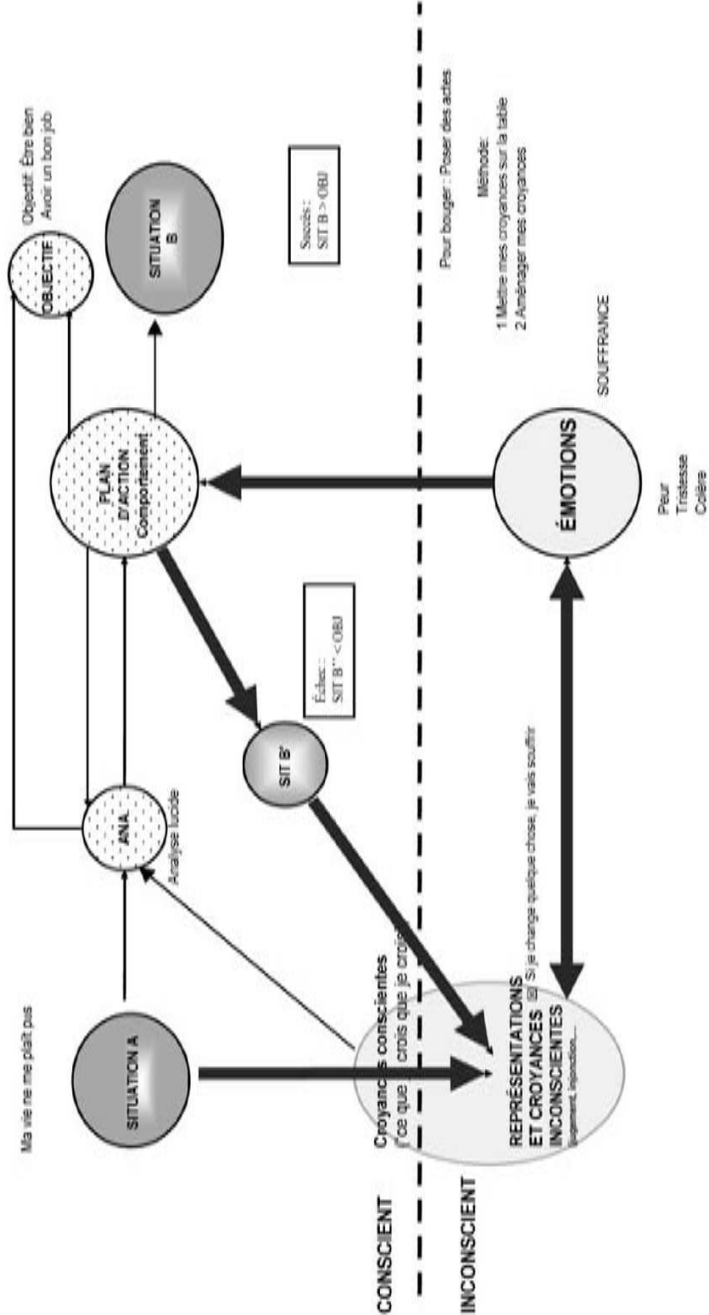 Ma vie ne me plaît pas
SITUATION A
ANA.
Analyse lucide
PLAN
D'ACTION
Comportement
OBJECTIF
Objectif: Être bien
Avoir un bon job
SITUATION
B
SIT B'
Échec :
SIT B'' < OBJ
Succès :
SIT B > OBJ
CONSCIENT
Croyances conscientes
ce que je crois que je crois
INCONSCIENT
REPRÉSENTATIONS
ET CROYANCES
INCONSCIENTES
jugement, injonction,...
Si je change quelque chose, je vais souffrir
ÉMOTIONS
SOUFFRANCE
Peur
Tristesse
Colère
Pour bouger : Poser des actes
Méthode:
1 Mettre mes croyances sur la table
2 Aménager mes croyances